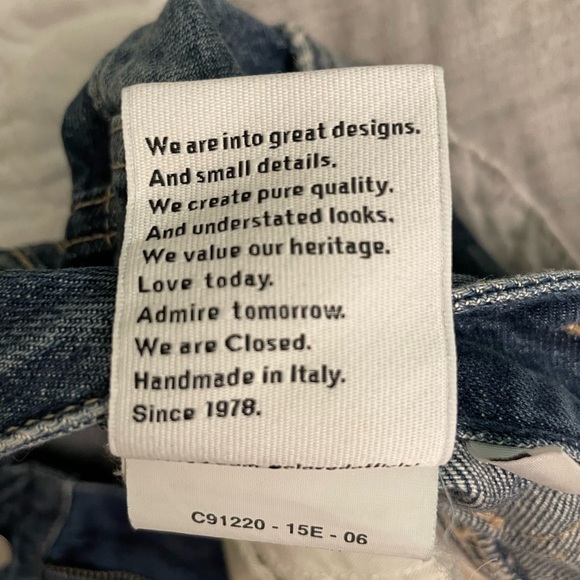 We are into great designs.
And small details.
We create pure quality.
And understated looks.
We value our heritage.
Love today.
Admire tomorrow.
We are Closed.
Handmade in Italy.
Since 1978.
C91220 - 15E - 06